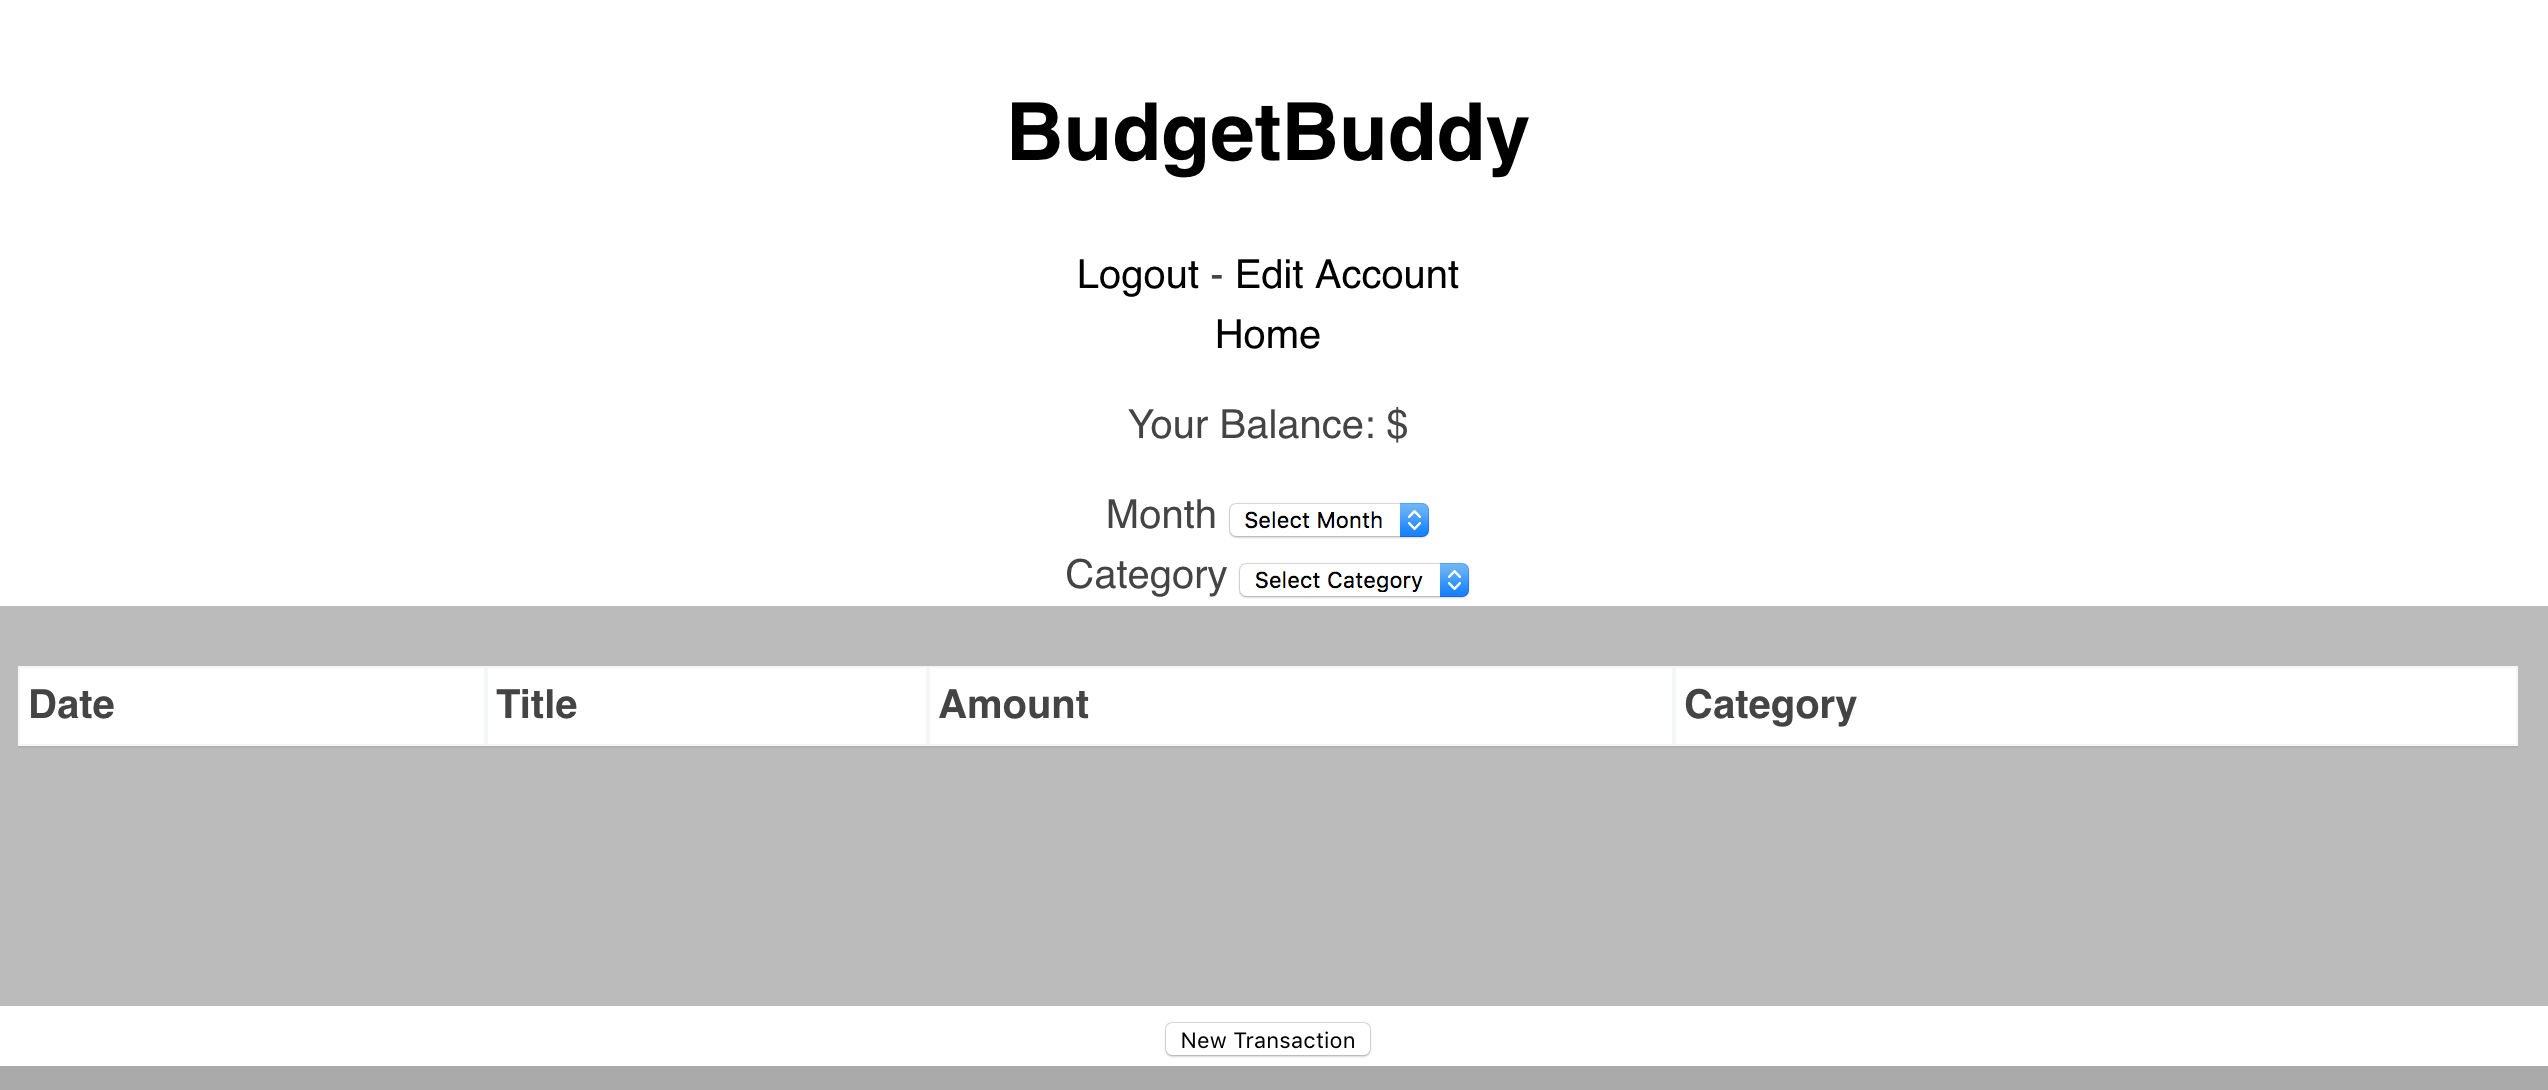 BudgetBuddy
Logout - Edit Account
Home
Your Balance: $
Month Select Month
Category Select Category
Date Title Amount Category
New Transaction